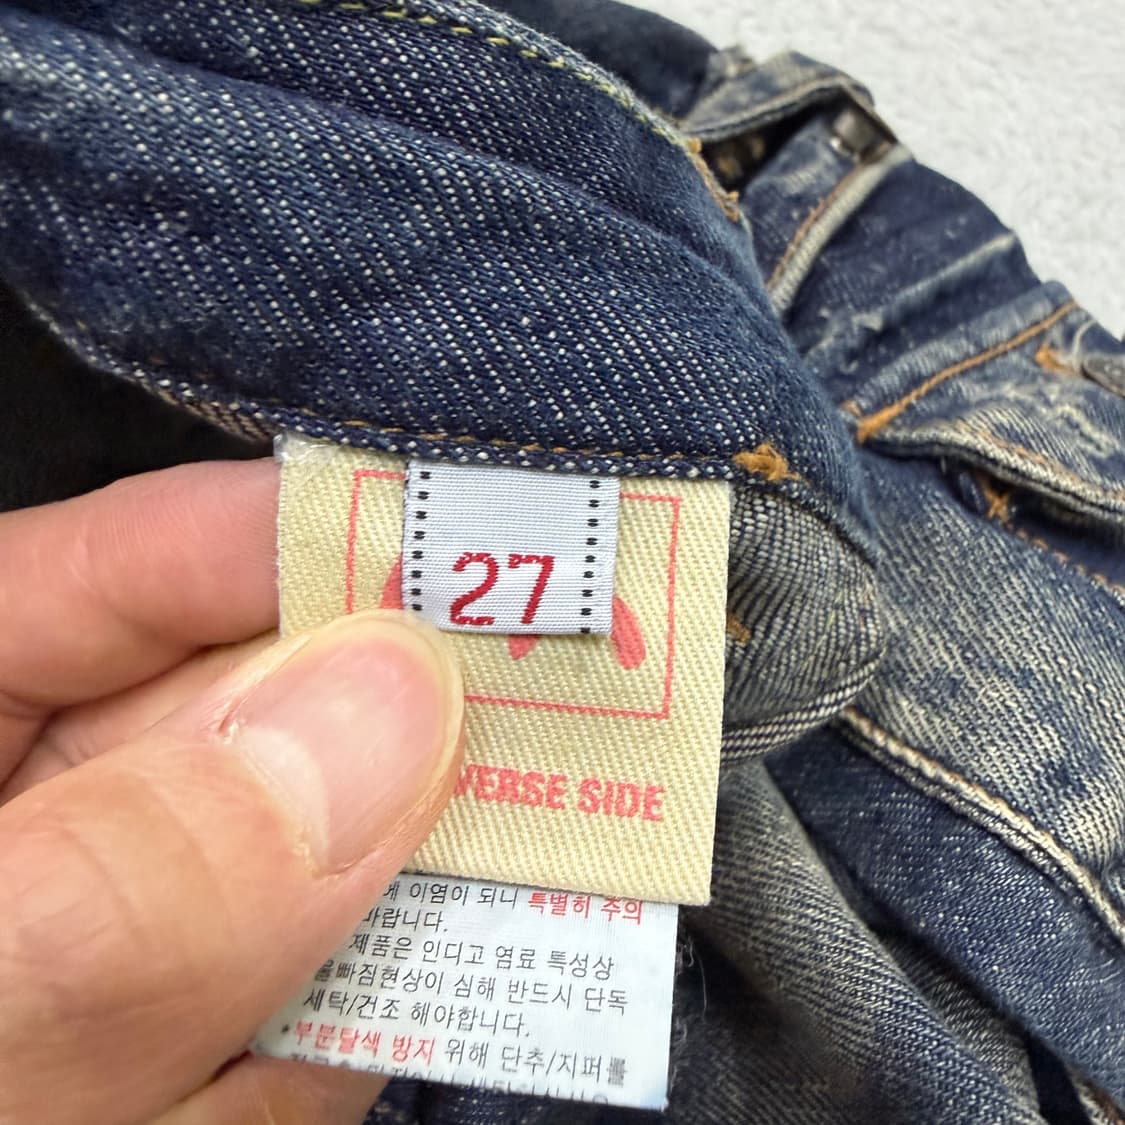 27
VERSE SIDE
에 이염이 되니 특별히 주의
바랍니다.
제품은 인디고 염료 특성상
물빠짐현상이 심해 반드시 단독
세탁/건조 해야합니다.
*부분탈색 방지 위해 단추/지퍼를